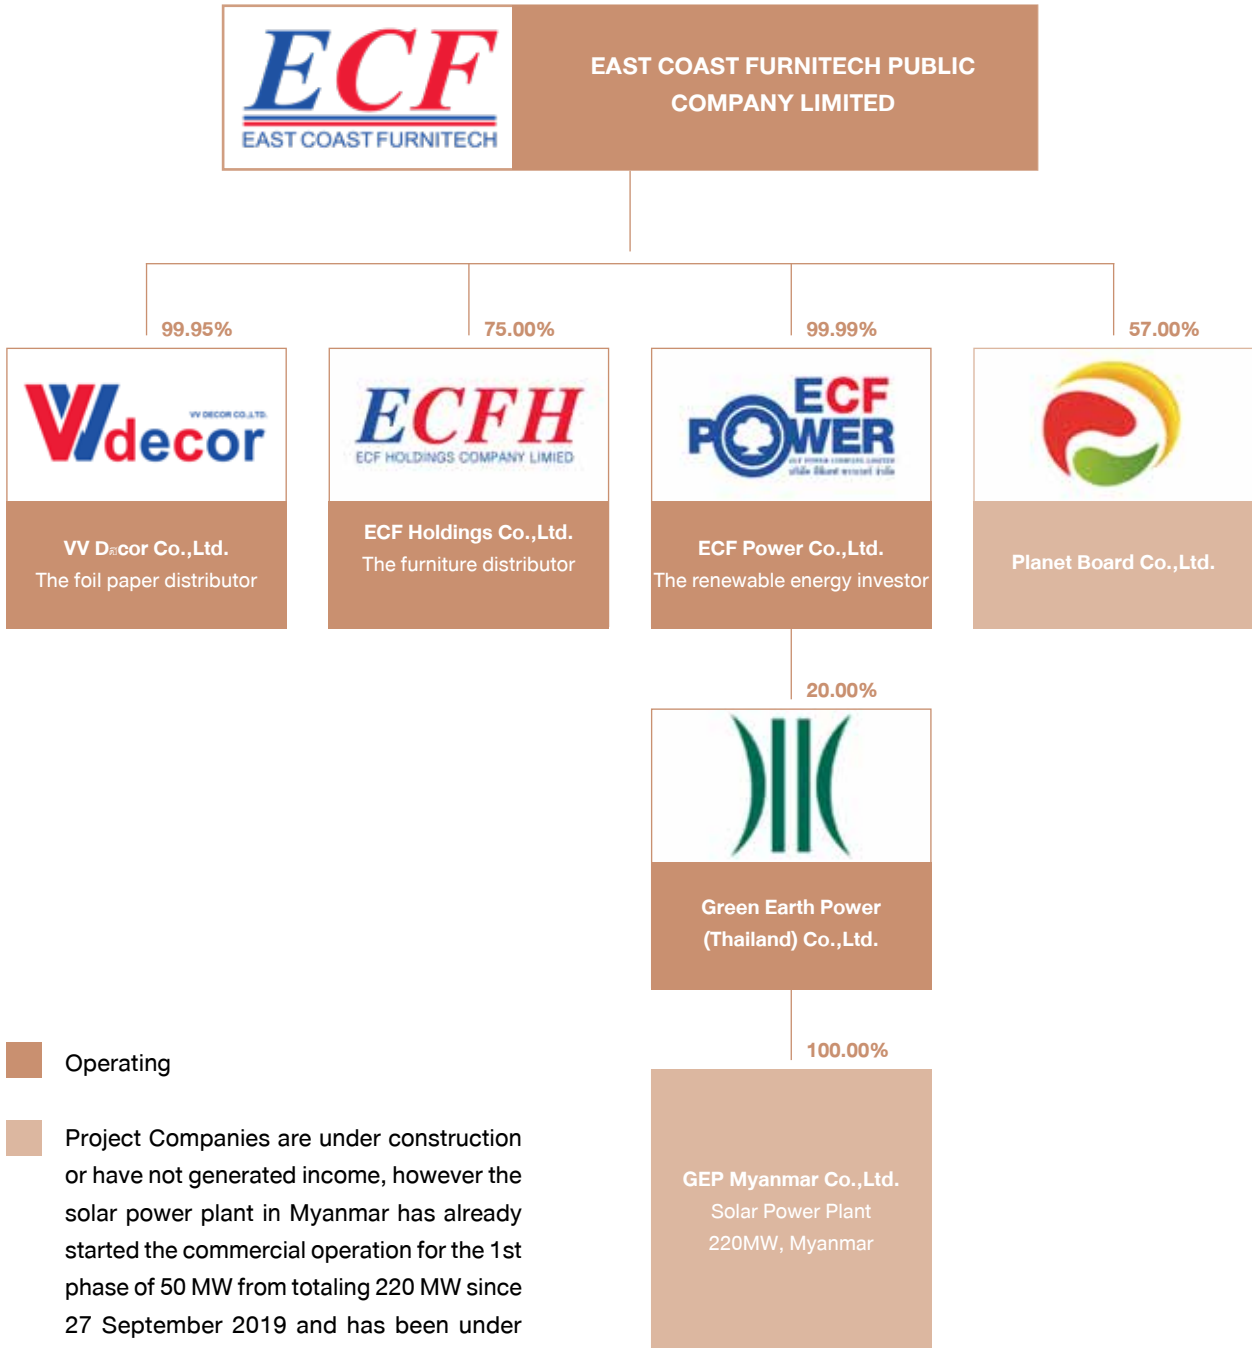 ECF
EAST COAST FURNITECH
EAST COAST FURNITECH PUBLIC
COMPANY LIMITED
99.95%
75.00%
99.99%
57.00%
VV DECOR CO.,LTD.
VVdecor
ECFH
ECF HOLDINGS COMPANY LIMIED
ECF
POWER
ECF POWER COMPANY LIMITED
VV Decor Co.,Ltd.
The foil paper distributor
ECF Holdings Co.,Ltd.
The furniture distributor
ECF Power Co.,Ltd.
The renewable energy investor
Planet Board Co.,Ltd.
20.00%
Green Earth Power
(Thailand) Co.,Ltd.
100.00%
GEP Myanmar Co.,Ltd.
Solar Power Plant
220MW, Myanmar
Operating
Project Companies are under construction
or have not generated income, however the
solar power plant in Myanmar has already
started the commercial operation for the 1st
phase of 50 MW from totaling 220 MW since
27 September 2019 and has been under